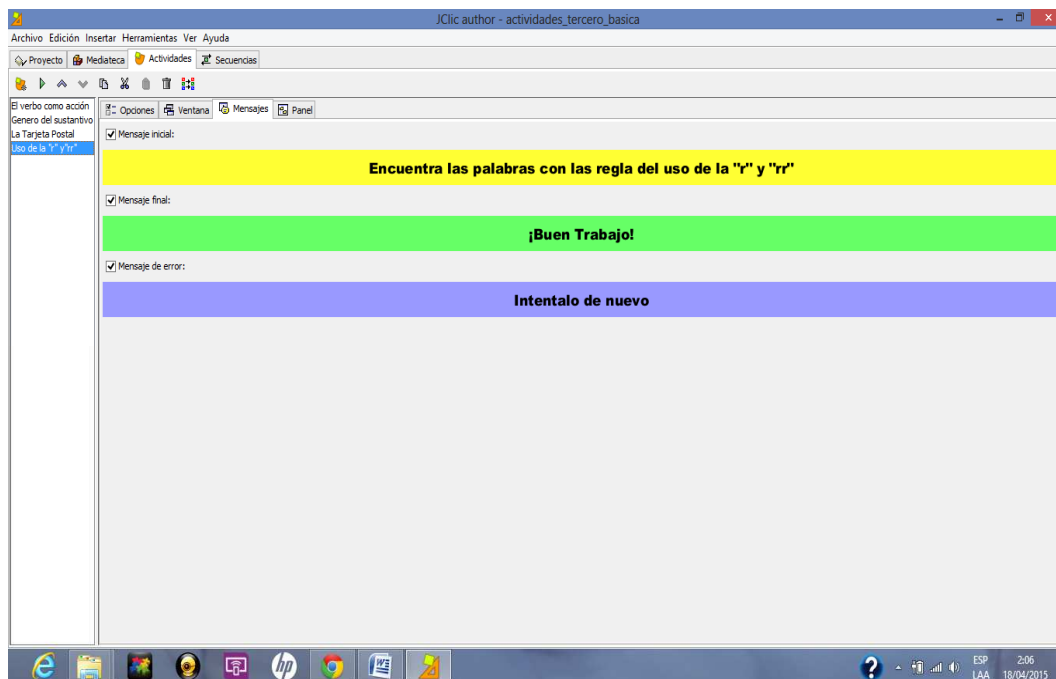 JClic author - actividades_tercero_basica
Archivo Edición Insertar Herramientas Ver Ayuda
Proyecto Mediateca Actividades Secuencias
El verbo como acción
Genero del sustantivo
La Tarjeta Postal
Uso de la "r" y"rr"
Opciones Ventana Mensajes Panel
Mensaje inicial:
Encuentra las palabras con las regla del uso de la "r" y "rr"
Mensaje final:
¡Buen Trabajo!
Mensaje de error:
Intentalo de nuevo
ESP 2:06
LAA 18/04/2015